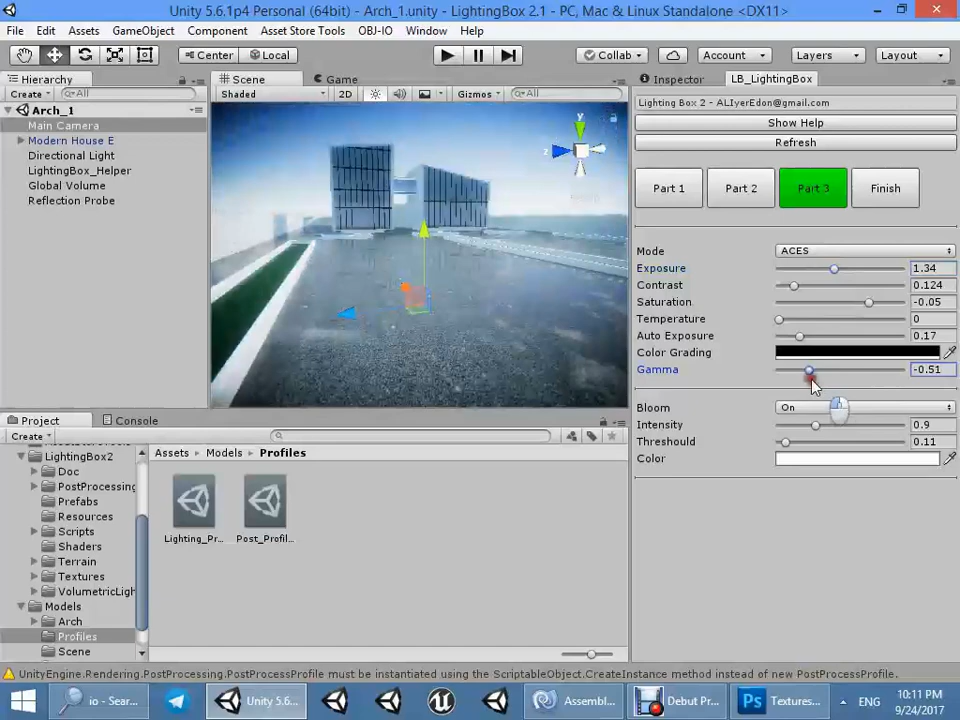 Unity 5.6.1p4 Personal (64bit) - Arch_1.unity - LightingBox 2.1 - PC, Mac & Linux Standalone <DX11>
File Edit Assets GameObject Component Asset Store Tools OBJ-IO Window Help
Center Local Collab Account Layers Layout
Hierarchy
Create All
Arch_1
Main Camera
Modern House E
Directional Light
LightingBox_Helper
Global Volume
Reflection Probe
Scene Game
Shaded 2D Gizmos All
y
z
Inspector LB_LightingBox
Lighting Box 2 - ALIyerEdon@gmail.com
Show Help
Refresh
Part 1 Part 2 Part 3 Finish
Mode ACES
Exposure 1.34
Contrast 0.124
Saturation -0.05
Temperature 0
Auto Exposure 0.17
Color Grading
Gamma -0.51
Bloom On
Intensity 0.9
Threshould 0.11
Color
Project Console
Create
LightingBox2
Doc
PostProcessing
Prefabs
Resources
Scripts
Shaders
Terrain
Textures
VolumetricLigh
Models
Arch
Profiles
Scene
Assets Models Profiles
Lighting_Pr... Post_Profil...
UnityEngine.Rendering.PostProcessing.PostProcessProfile must be instantiated using the ScriptableObject.CreateInstance method instead of new PostProcessProfile.
io - Sear... Unity 5.6... Assembl... Debut Pr... Textures... ENG 10:11 PM
9/24/2017